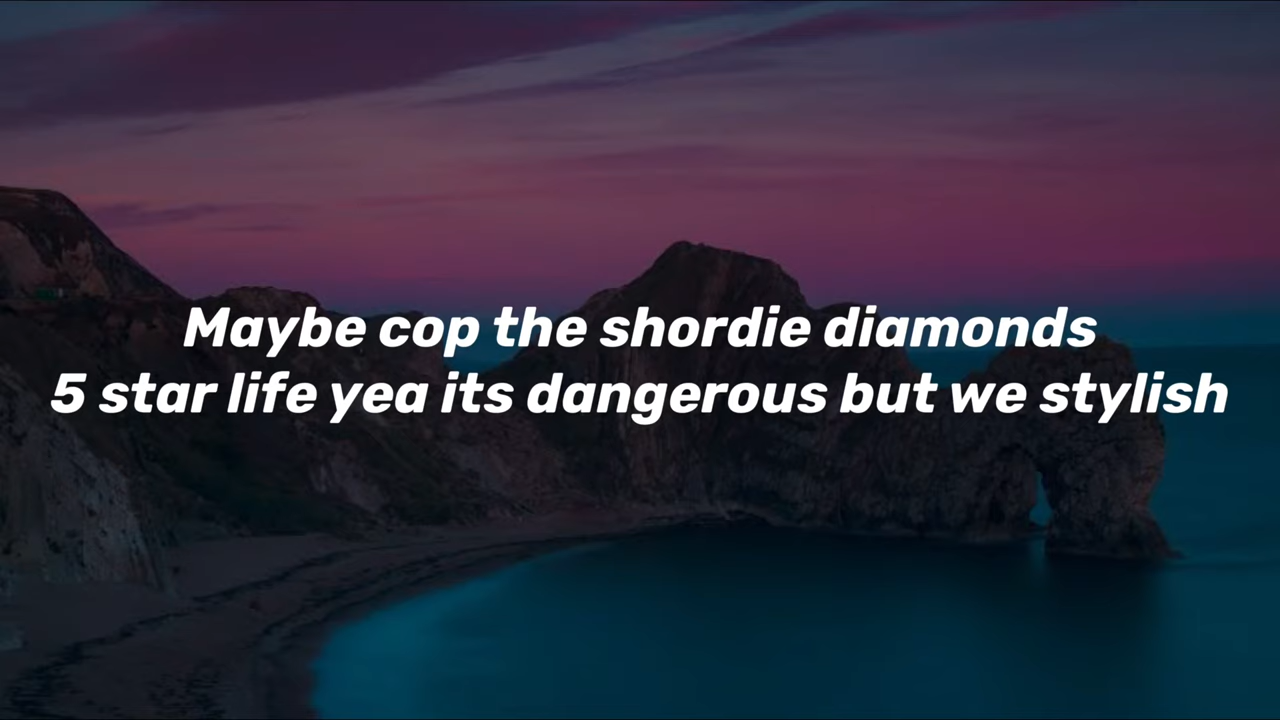 Maybe cop the shordie diamonds
5 star life yea its dangerous but we stylish